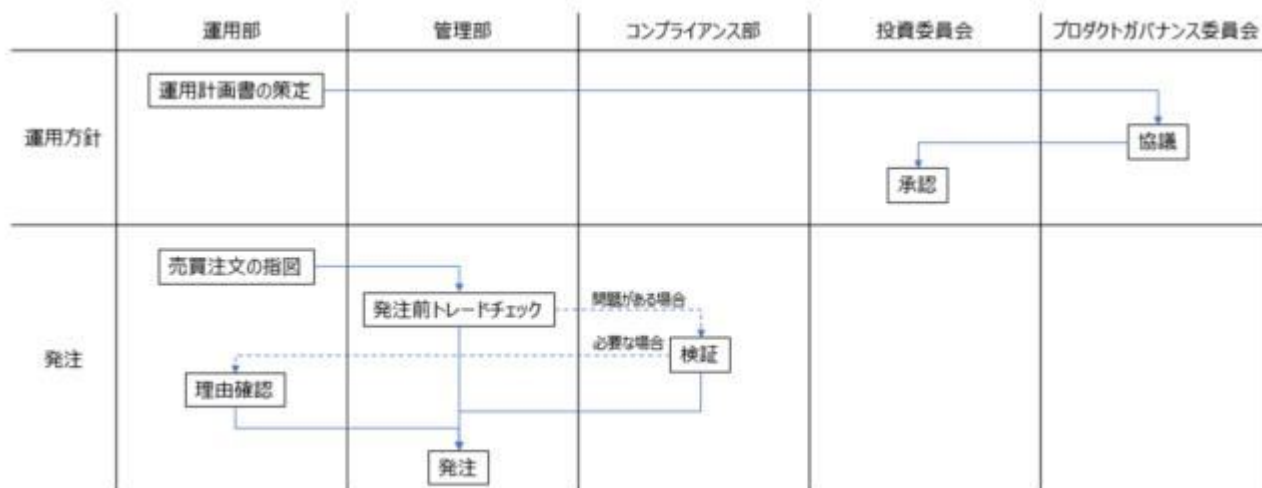 運用部
管理部
コンプライアンス部
投資委員会
プロダクトガバナンス委員会
運用方針
運用計画書の策定
協議
承認
発注
売買注文の指図
発注前トレードチェック
問題がある場合
必要な場合
検証
理由確認
発注